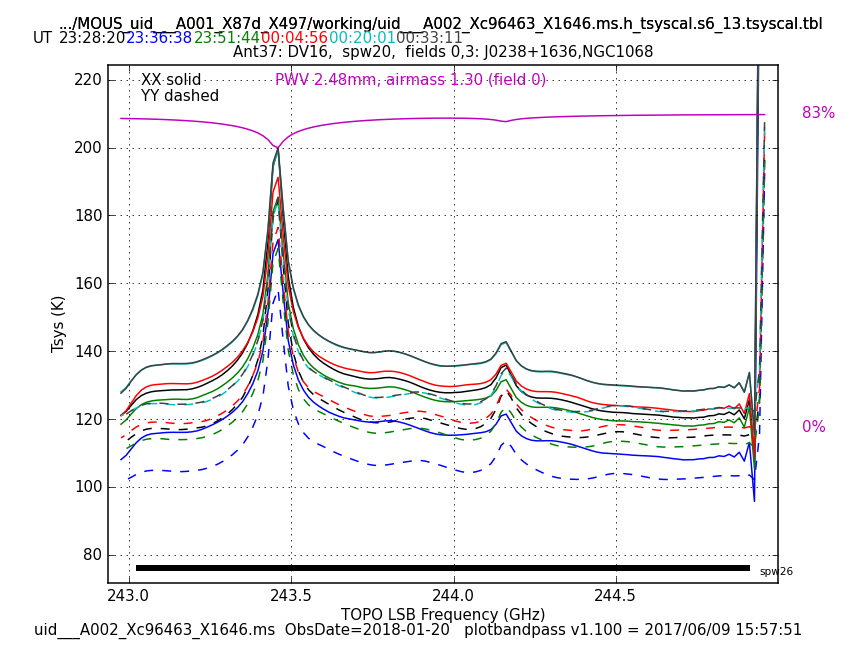 .../MOUS_uid___A001_X87d_X497/working/uid___A002_Xc96463_X1646.ms.h_tsyscal.s6_13.tsyscal.tbl
UT 23:28:20 23:36:38 23:51:44 00:04:56 00:20:01 00:33:11
Ant37: DV16, spw20, fields 0,3: J0238+1636,NGC1068
XX solid
YY dashed
PWV 2.48mm, airmass 1.30 (field 0)
83%
0%
220
200
180
160
140
120
100
80
Tsys (K)
spw26
243.0 243.5 244.0 244.5
TOPO LSB Frequency (GHz)
uid___A002_Xc96463_X1646.ms ObsDate=2018-01-20 plotbandpass v1.100 = 2017/06/09 15:57:51